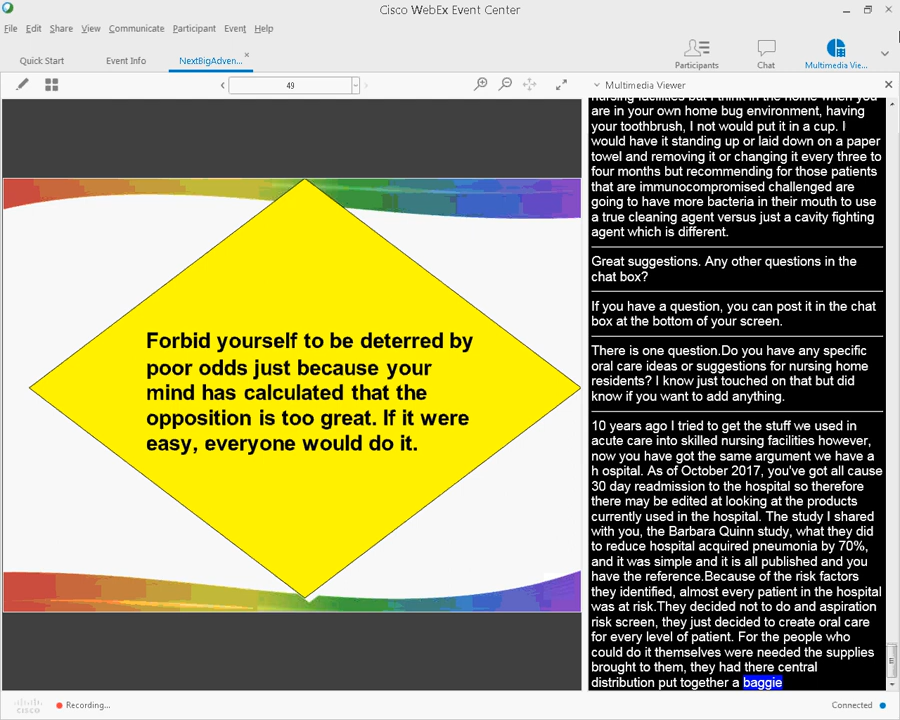 Cisco WebEx Event Center
File Edit Share View Communicate Participant Event Help
Quick Start Event Info NextBigAdven...
Participants Chat Multimedia Vie...
49
Multimedia Viewer
nursing facilities but I think in the home when you
are in your own home bug environment, having
your toothbrush, I not would put it in a cup. I
would have it standing up or laid down on a paper
towel and removing it or changing it every three to
four months but recommending for those patients
that are immunocompromised challenged are
going to have more bacteria in their mouth to use
a true cleaning agent versus just a cavity fighting
agent which is different.
Great suggestions. Any other questions in the
chat box?
If you have a question, you can post it in the chat
box at the bottom of your screen.
There is one question.Do you have any specific
oral care ideas or suggestions for nursing home
residents? I know just touched on that but did
know if you want to add anything.
10 years ago I tried to get the stuff we used in
acute care into skilled nursing facilities however,
now you have got the same argument we have a
h ospital. As of October 2017, you've got all cause
30 day readmission to the hospital so therefore
there may be edited at looking at the products
currently used in the hospital. The study I shared
with you, the Barbara Quinn study, what they did
to reduce hospital acquired pneumonia by 70%,
and it was simple and it is all published and you
have the reference.Because of the risk factors
they identified, almost every patient in the hospital
was at risk.They decided not to do and aspiration
risk screen, they just decided to create oral care
for every level of patient. For the people who
could do it themselves were needed the supplies
brought to them, they had there central
distribution put together a baggie
Forbid yourself to be deterred by
poor odds just because your
mind has calculated that the
opposition is too great. If it were
easy, everyone would do it.
CISCO Recording...
Connected